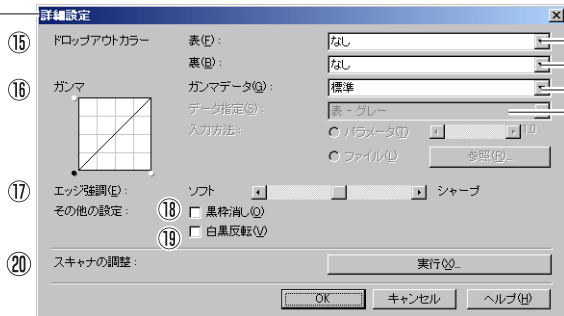 詳細設定
⑮ ドロップアウトカラー 表(F): なし
裏(B): なし
⑯ ガンマ ガンマデータ(G): 標準
データ指定(S): 表 - グレー
入力方法: パラメータ(T) 1.0
ファイル(L) 参照(R)...
⑰ エッジ強調(E): ソフト シャープ
その他の設定: ⑱ 黒枠消し(O)
⑲ 白黒反転(V)
⑳ スキャナの調整: 実行(X)...
OK キャンセル ヘルプ(H)